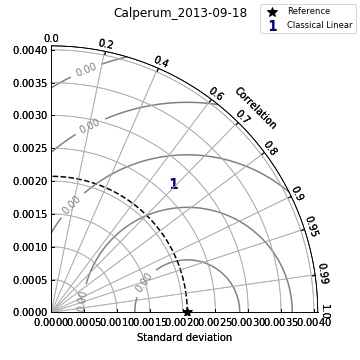 Calperum_2013-09-18
Reference
1 Classical Linear
0.0 0.2 0.4 0.6 0.7 0.8 0.9 0.95 0.99 1.0
Correlation
0.0040
0.0035
0.0030
0.0025
0.0020
0.0015
0.0010
0.0005
0.0000
0.00
0.00
0.00
0.00
0.00
1
0.0000 0.0005 0.0010 0.0015 0.0020 0.0025 0.0030 0.0035 0.0040
Standard deviation